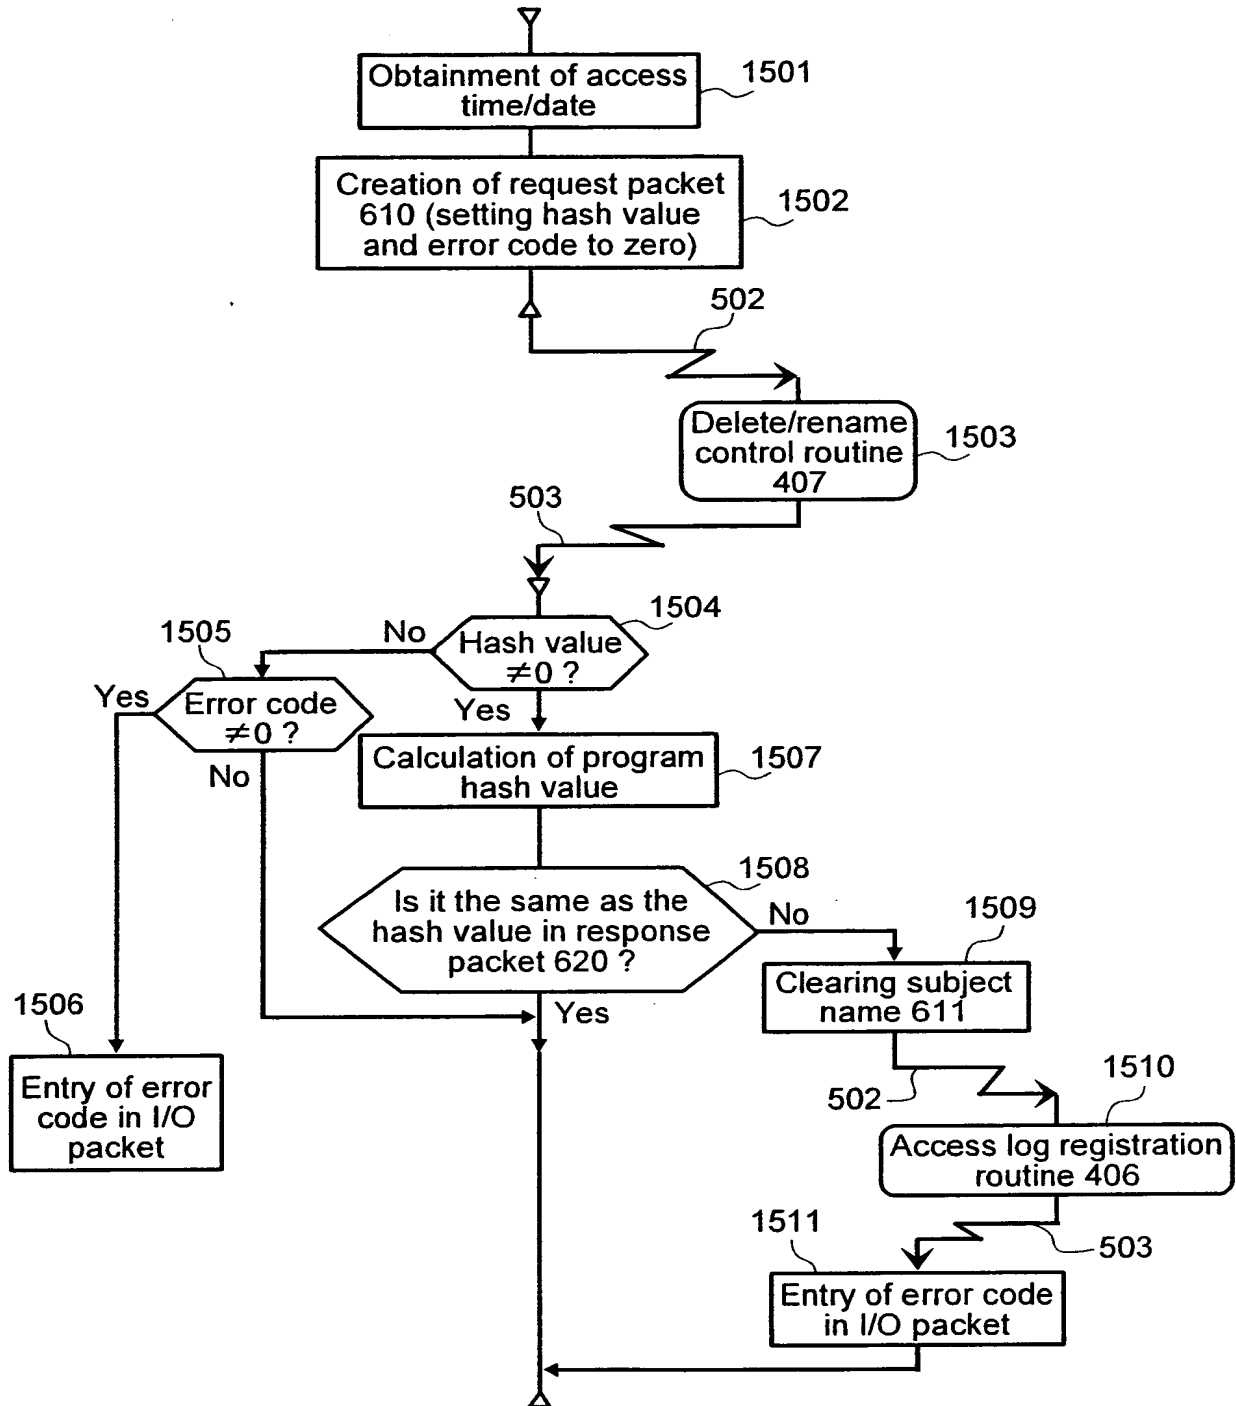 Obtainment of access
time/date
1501
Creation of request packet
610 (setting hash value
and error code to zero)
1502
502
Delete/rename
control routine
407
1503
503
1504
Hash value
≠0 ?
No
Yes
1505
Error code
≠0 ?
Yes
No
Calculation of program
hash value
1507
1508
Is it the same as the
hash value in response
packet 620 ?
No
Yes
1509
Clearing subject
name 611
1506
Entry of error
code in I/O
packet
502
1510
Access log registration
routine 406
503
1511
Entry of error code
in I/O packet